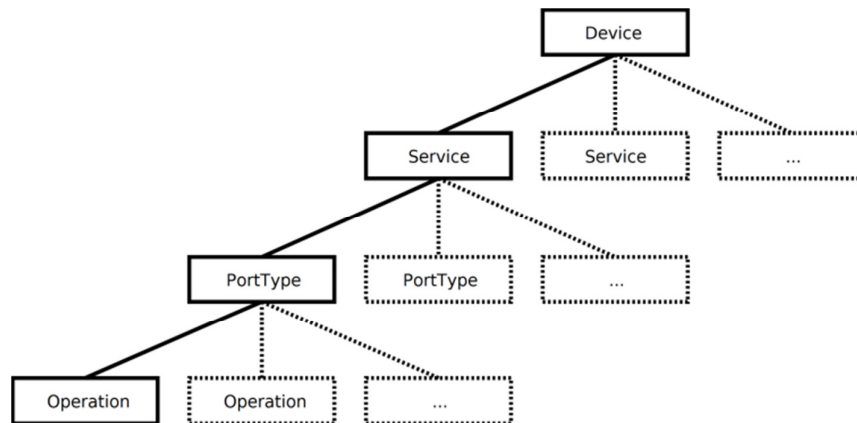 Device
Service
Service
...
PortType
PortType
...
Operation
Operation
...